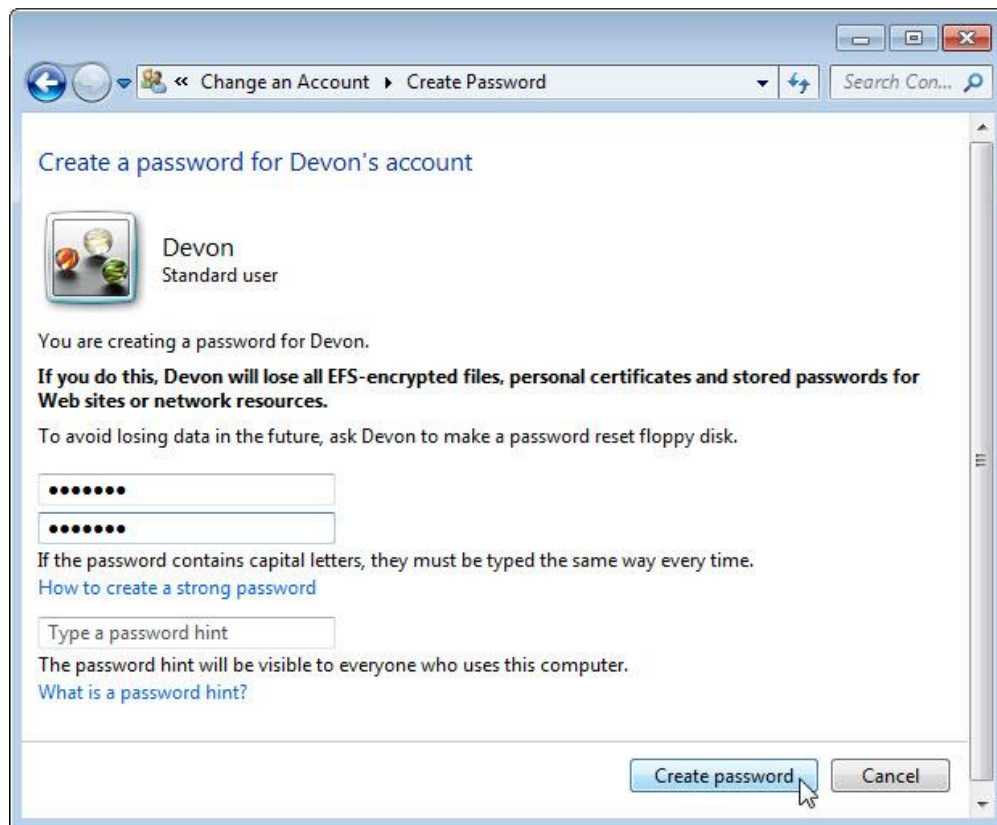 « Change an Account ▸ Create Password
Search Con...
Create a password for Devon's account
Devon
Standard user
You are creating a password for Devon.
If you do this, Devon will lose all EFS-encrypted files, personal certificates and stored passwords for
Web sites or network resources.
To avoid losing data in the future, ask Devon to make a password reset floppy disk.
•••••••
•••••••
If the password contains capital letters, they must be typed the same way every time.
How to create a strong password
Type a password hint
The password hint will be visible to everyone who uses this computer.
What is a password hint?
Create password
Cancel